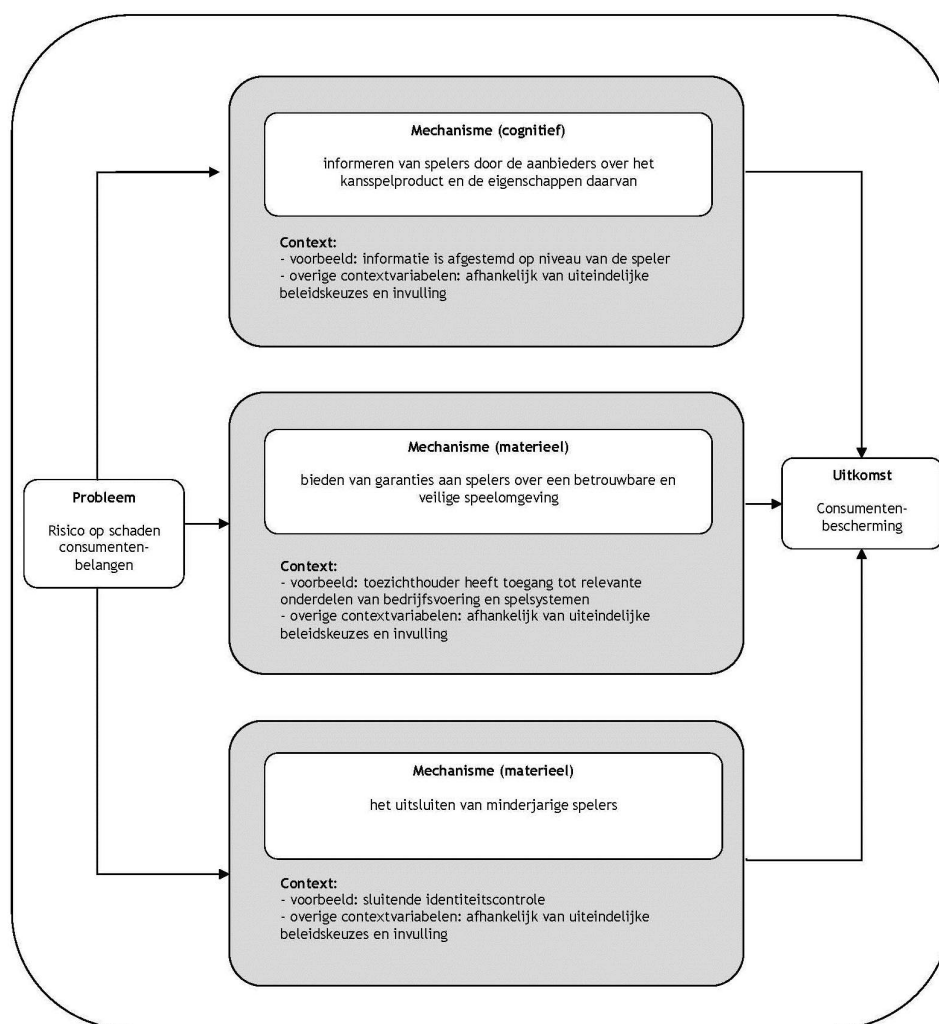 Mechanisme (cognitief)
informeren van spelers door de aanbieders over het
kansspelproduct en de eigenschappen daarvan
Context:
- voorbeeld: informatie is afgestemd op niveau van de speler
- overige contextvariabelen: afhankelijk van uiteindelijke
beleidskeuzes en invulling
Probleem
Risico op schaden
consumenten-
belangen
Mechanisme (materieel)
bieden van garanties aan spelers over een betrouwbare en
veilige speelomgeving
Context:
- voorbeeld: toezichthouder heeft toegang tot relevante
onderdelen van bedrijfsvoering en spelsystemen
- overige contextvariabelen: afhankelijk van uiteindelijke
beleidskeuzes en invulling
Uitkomst
Consumenten-
bescherming
Mechanisme (materieel)
het uitsluiten van minderjarige spelers
Context:
- voorbeeld: sluitende identiteitscontrole
- overige contextvariabelen: afhankelijk van uiteindelijke
beleidskeuzes en invulling